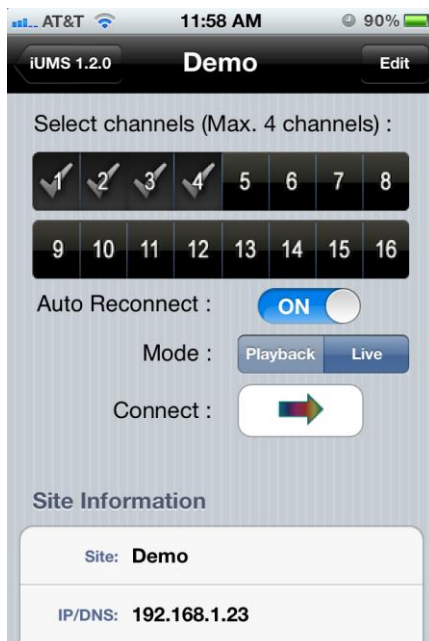 AT&T 11:58 AM 90%
iUMS 1.2.0 Demo Edit
Select channels (Max. 4 channels) :
1 2 3 4 5 6 7 8
9 10 11 12 13 14 15 16
Auto Reconnect : ON
Mode : Playback Live
Connect :
Site Information
Site: Demo
IP/DNS: 192.168.1.23